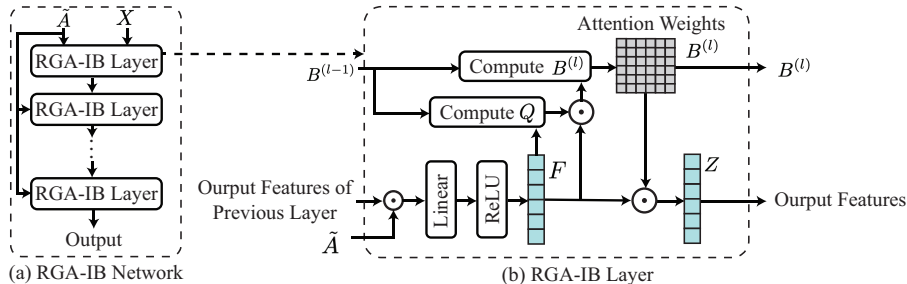 Ã
X
RGA-IB Layer
RGA-IB Layer
RGA-IB Layer
Output
(a) RGA-IB Network
Attention Weights
B^{(l-1)}
Compute B^{(l)}
B^{(l)}
B^{(l)}
Compute Q
F
Z
Ourput Features of
Previous Layer
Linear
ReLU
Ourput Features
Ã
(b) RGA-IB Layer